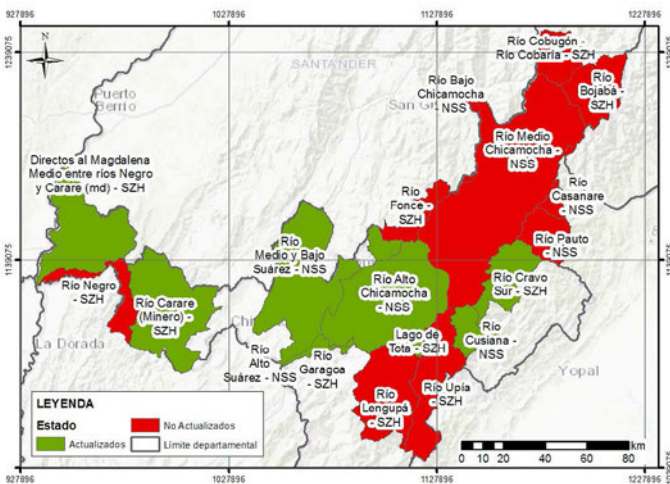 927896
1027896
1127896
1227896
1239075
1239075
N
SANTANDER
Puerto
Berrío
San Gil
Río Cobugón -
Río Cobaría - SZH
Río
Bojabá -
SZH
Río Bajo
Chicamocha
NSS
Río Medio
Chicamocha -
NSS
Directos al Magdalena
Medio entre ríos Negro
y Carare (md) - SZH
Río
Fonce -
SZH
Río
Casanare -
NSS
Río
Medio y Bajo
Suárez - NSS
Río Pauto -
NSS
1139075
1139075
Río Negro
- SZH
Río Carare
(Minero) -
SZH
Río Alto
Chicamocha
- NSS
Río Cravo
Sur - SZH
La Dorada
Lago de
Tota - SZH
Río
Cusiana -
NSS
Río
Alto
Suárez - NSS
Río
Garagoa -
SZH
Yopal
Río
Lengupá
- SZH
Río Upía
- SZH
LEYENDA
Estado
No Actualizados
Actualizados
Límite departamental
km
0 10 20 40 60 80
927896
1027896
1127896
1227896